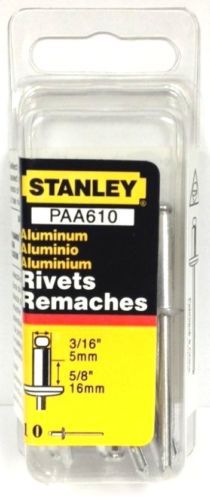 STANLEY
PAA610
Aluminum
Aluminio
Aluminium
Rivets
Remaches
3/16"
5mm
5/8"
16mm
10